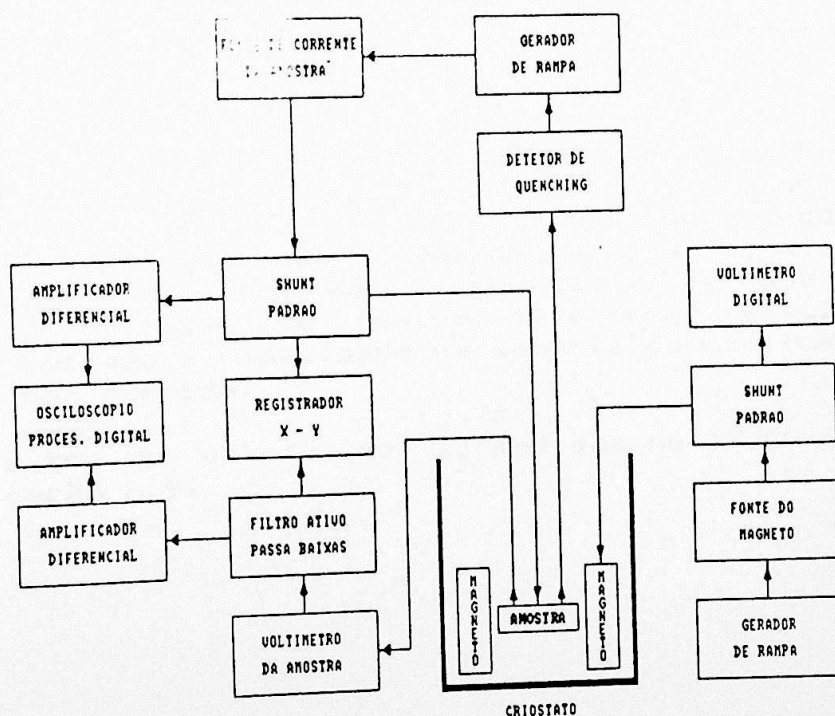 CORRENTE
GERADOR
DE RAMPA
DETETOR DE
QUENCHING
AMPLIFICADOR
DIFERENCIAL
SHUNT
PADRAO
VOLTIMETRO
DIGITAL
OSCILOSCOPIO
PROCES. DIGITAL
REGISTRADOR
X - Y
SHUNT
PADRAO
AMPLIFICADOR
DIFERENCIAL
FILTRO ATIVO
PASSA BAIXAS
FONTE DO
MAGNETO
MAGNETO
AMOSTRA
MAGNETO
VOLTIMETRO
DA AMOSTRA
GERADOR
DE RAMPA
CRIOSTATO